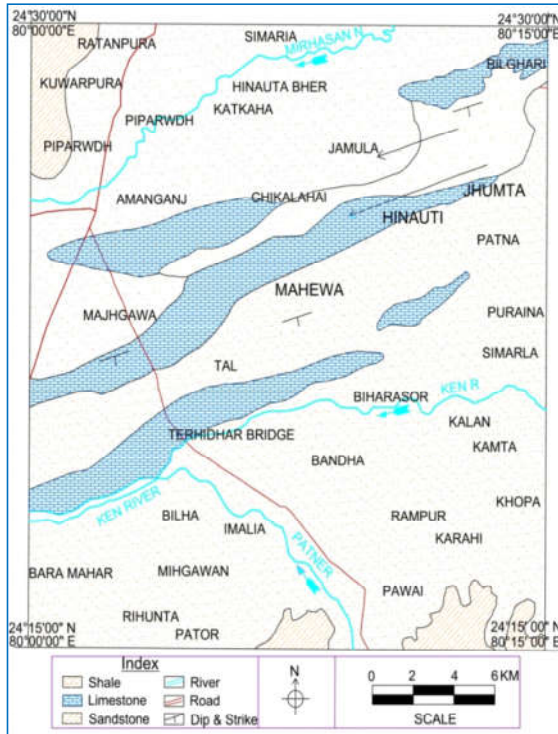 24°30'00"N
80°00'00"E
24°30'00"N
80°15'00"E
RATANPURA
SIMARIA
MIRHASAN N
BILGHARI
KUWARPURA
HINAUTA BHER
KATKAHA
PIPARWDH
PIPARWDH
JAMULA
AMANGANJ
CHIKALAHAI
JHUMTA
HINAUTI
PATNA
MAHEWA
MAJHGAWA
PURAINA
SIMARLA
TAL
BIHARASOR
KEN R
KALAN
TERHIDHAR BRIDGE
KAMTA
BANDHA
KEN RIVER
KHOPA
BILHA
RAMPUR
IMALIA
KARAHI
PATNER
BARA MAHAR
MIHGAWAN
PAWAI
RIHUNTA
PATOR
24°15'00"N
80°00'00" E
24°15'00"N
80°15'00" E
Index
Shale
River
Limestone
Road
Sandstone
Dip & Strike
N
0 2 4 6 KM
SCALE